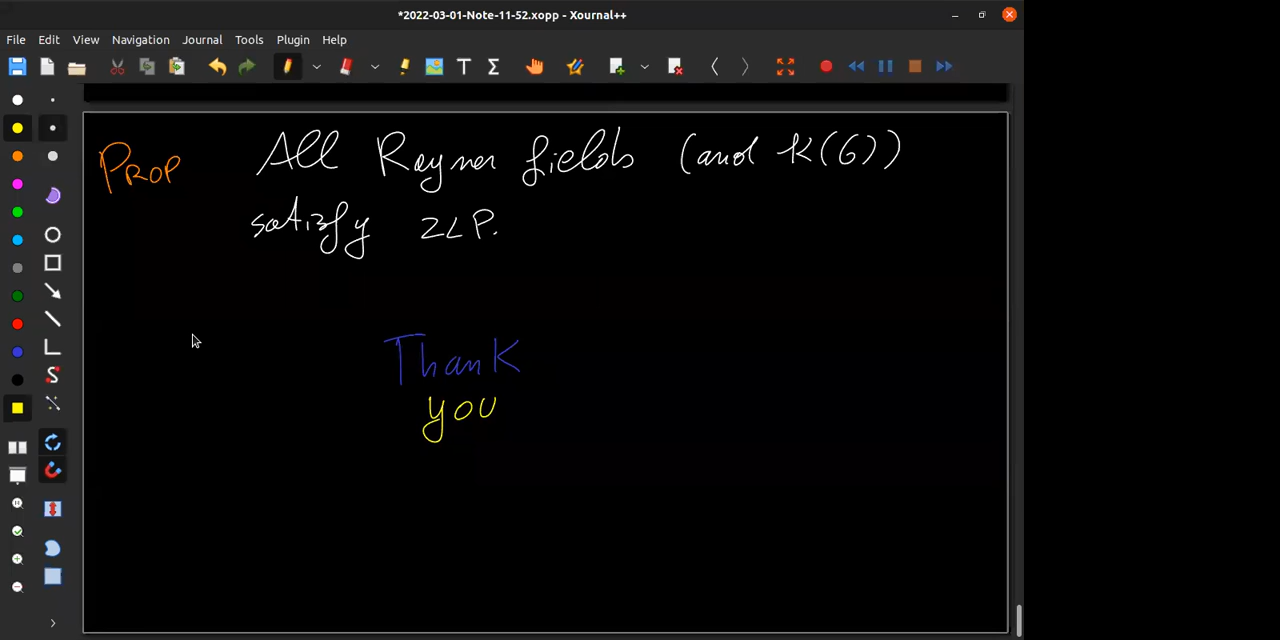 *2022-03-01-Note-11-52.xopp - Xournal++
File Edit View Navigation Journal Tools Plugin Help
PROP All Rayner fields (and K(G))
satisfy ZLP.
Thank
you